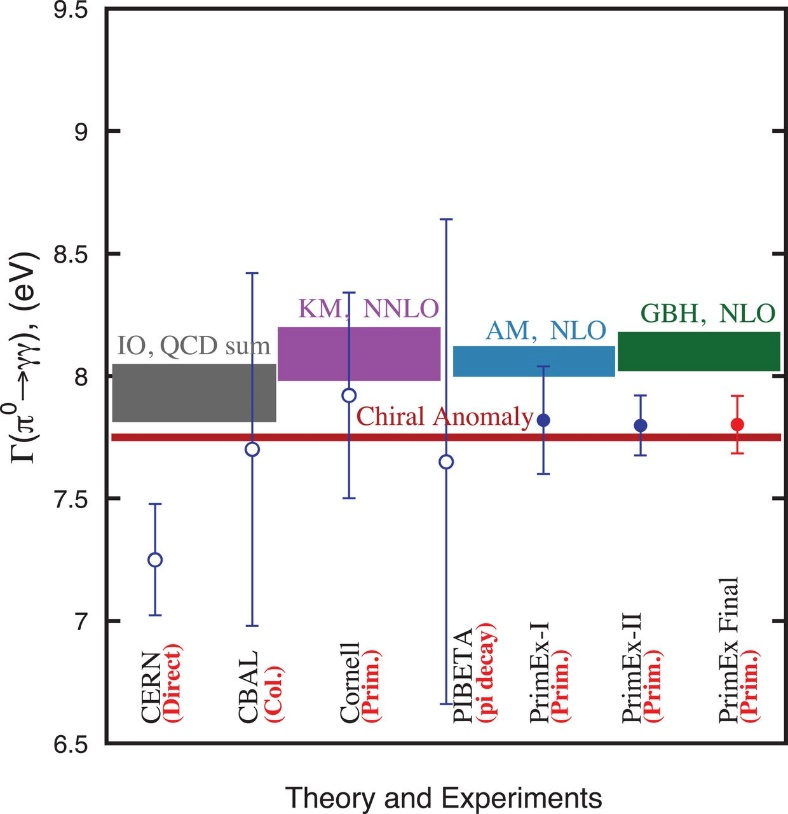 9.5
9
8.5
8
7.5
7
6.5
Γ(π⁰→γγ), (eV)
KM, NNLO
GBH, NLO
AM, NLO
IO, QCD sum
Chiral Anomaly
CERN
(Direct)
CBAL
(Col.)
Cornell
(Prim.)
PIBETA
(pi decay)
PrimEx-I
(Prim.)
PrimEx-II
(Prim.)
PrimEx Final
(Prim.)
Theory and Experiments